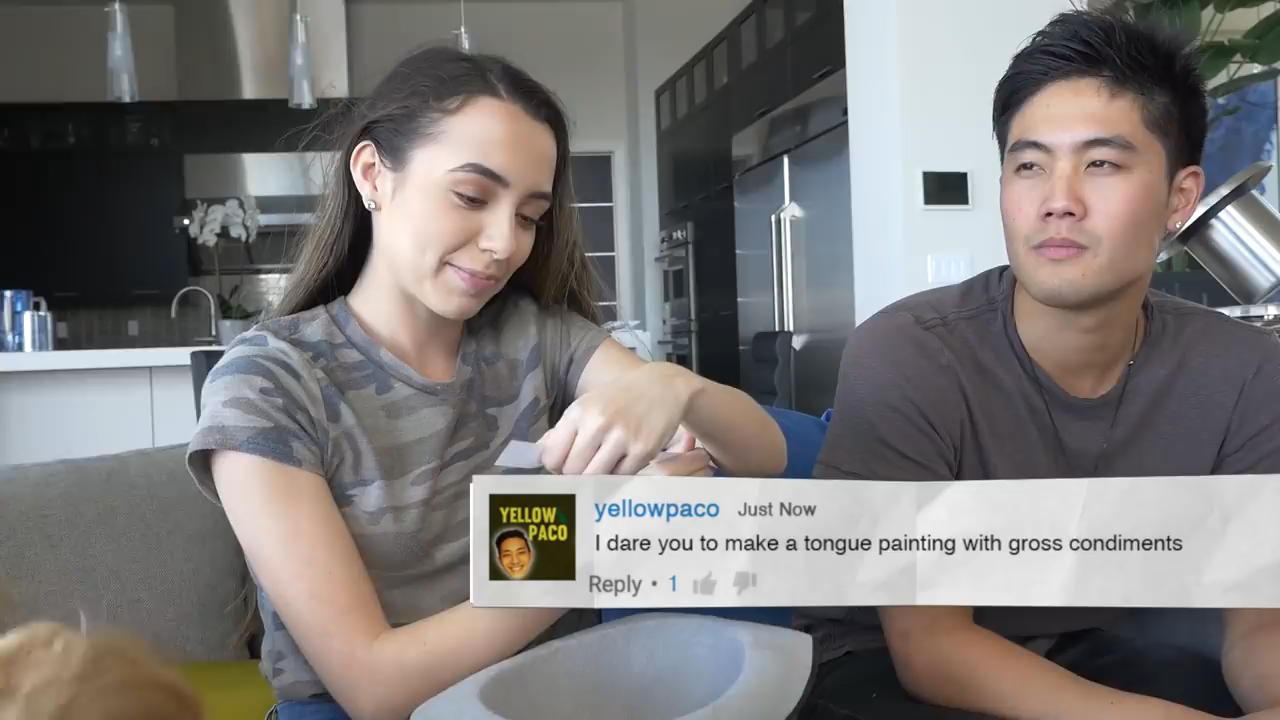 YELLOW
PACO
yellowpaco Just Now
I dare you to make a tongue painting with gross condiments
Reply • 1